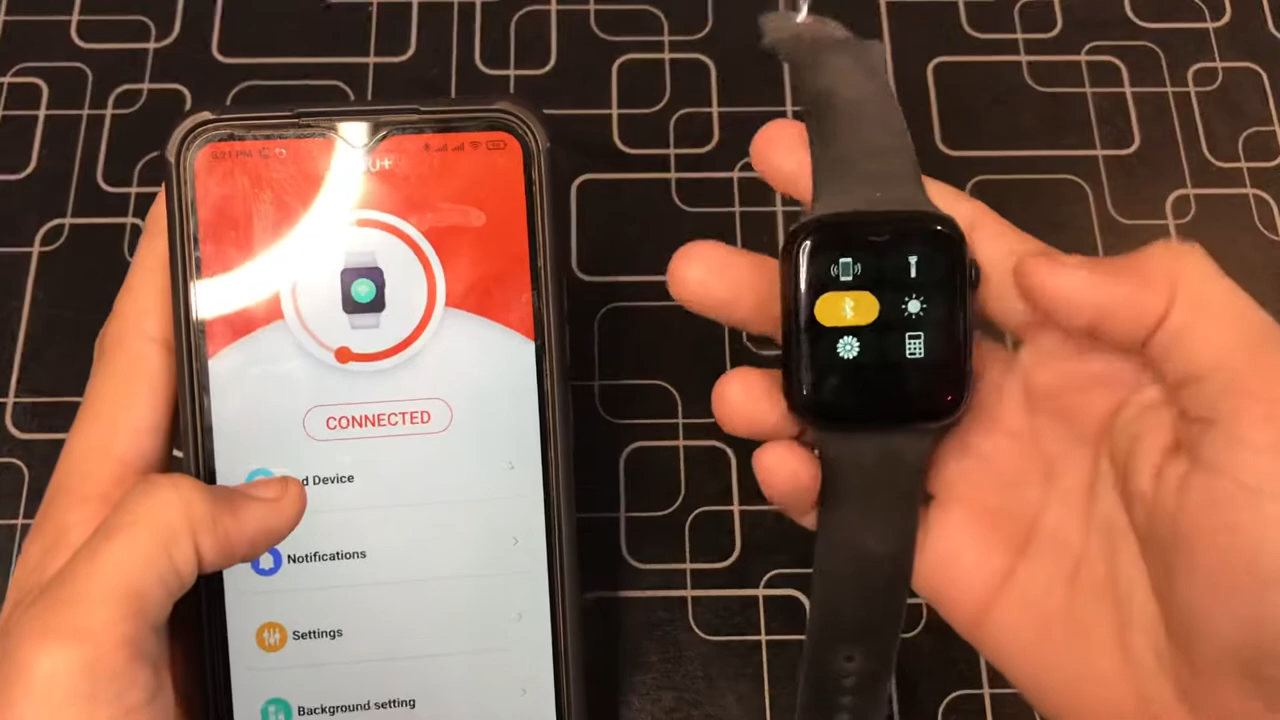 CONNECTED
Device
Notifications
Settings
Background setting